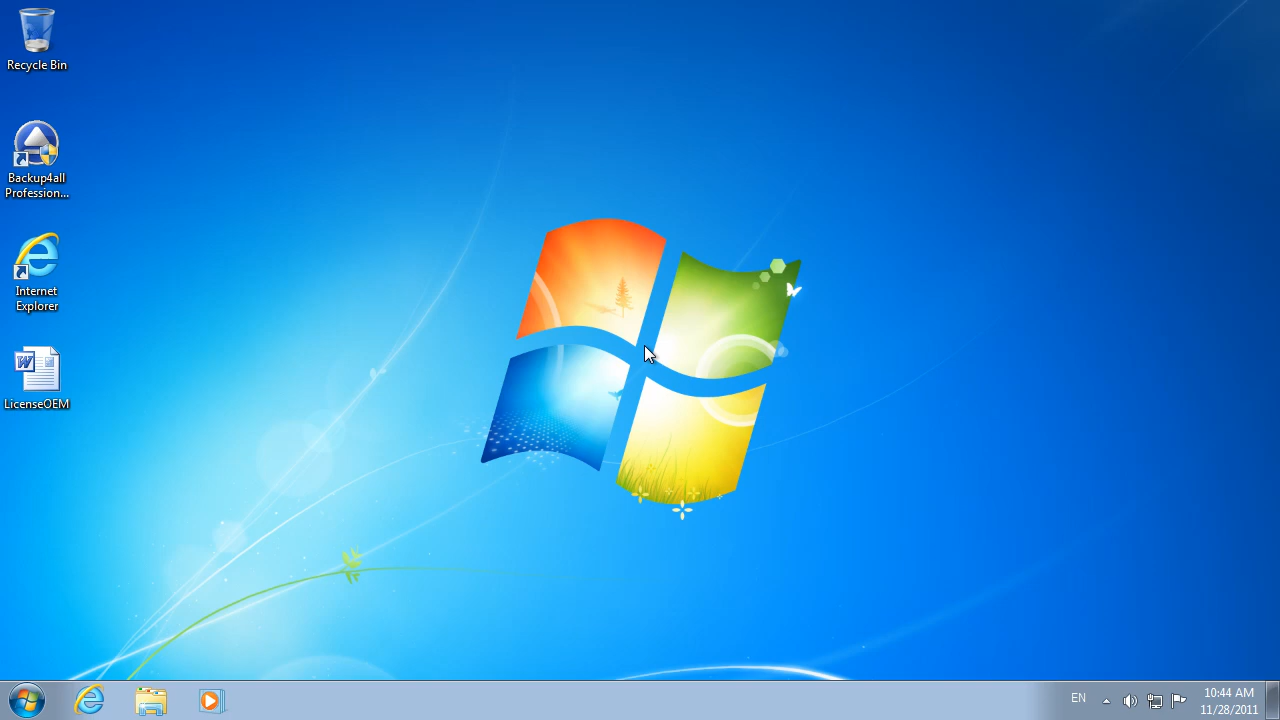 Recycle Bin
Backup4all
Profession...
Internet
Explorer
LicenseOEM
EN
10:44 AM
11/28/2011